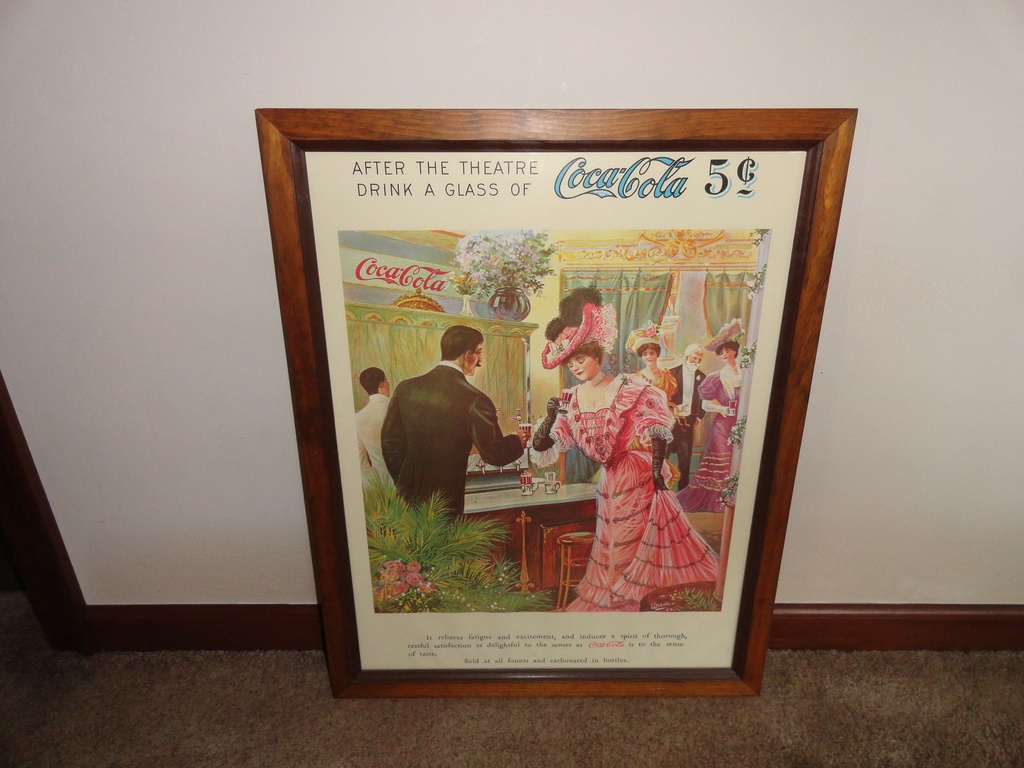 AFTER THE THEATRE
DRINK A GLASS OF Coca-Cola 5¢
Coca-Cola
It relieves fatigue and excitement, and induces a spirit of thorough,
restful satisfaction as delightful to the senses as Coca-Cola is to the sense
of taste.
Sold at all founts and carbonated in bottles.